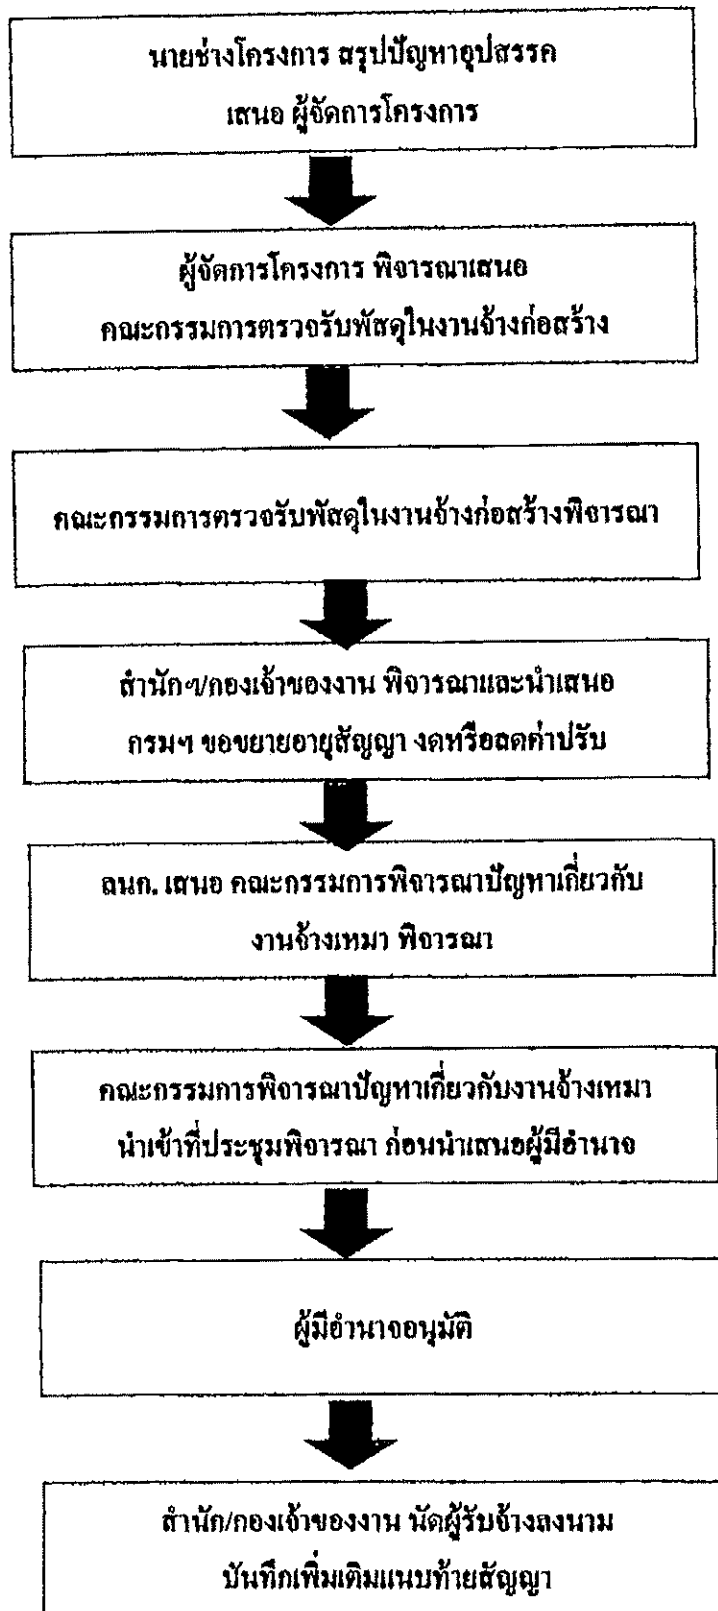 นายช่างโครงการ สรุปปัญหาอุปสรรค
เสนอ ผู้จัดการโครงการ
ผู้จัดการโครงการ พิจารณาเสนอ
คณะกรรมการตรวจรับพัสดุในงานจ้างก่อสร้าง
คณะกรรมการตรวจรับพัสดุในงานจ้างก่อสร้างพิจารณา
สำนักฯ/กองเจ้าของงาน พิจารณาและนำเสนอ
กรมฯ ขอขยายอายุสัญญา งดหรือลดค่าปรับ
ลนก. เสนอ คณะกรรมการพิจารณาปัญหาเกี่ยวกับ
งานจ้างเหมา พิจารณา
คณะกรรมการพิจารณาปัญหาเกี่ยวกับงานจ้างเหมา
นำเข้าที่ประชุมพิจารณา ก่อนนำเสนอผู้มีอำนาจ
ผู้มีอำนาจอนุมัติ
สำนัก/กองเจ้าของงาน นัดผู้รับจ้างลงนาม
บันทึกเพิ่มเติมแนบท้ายสัญญา